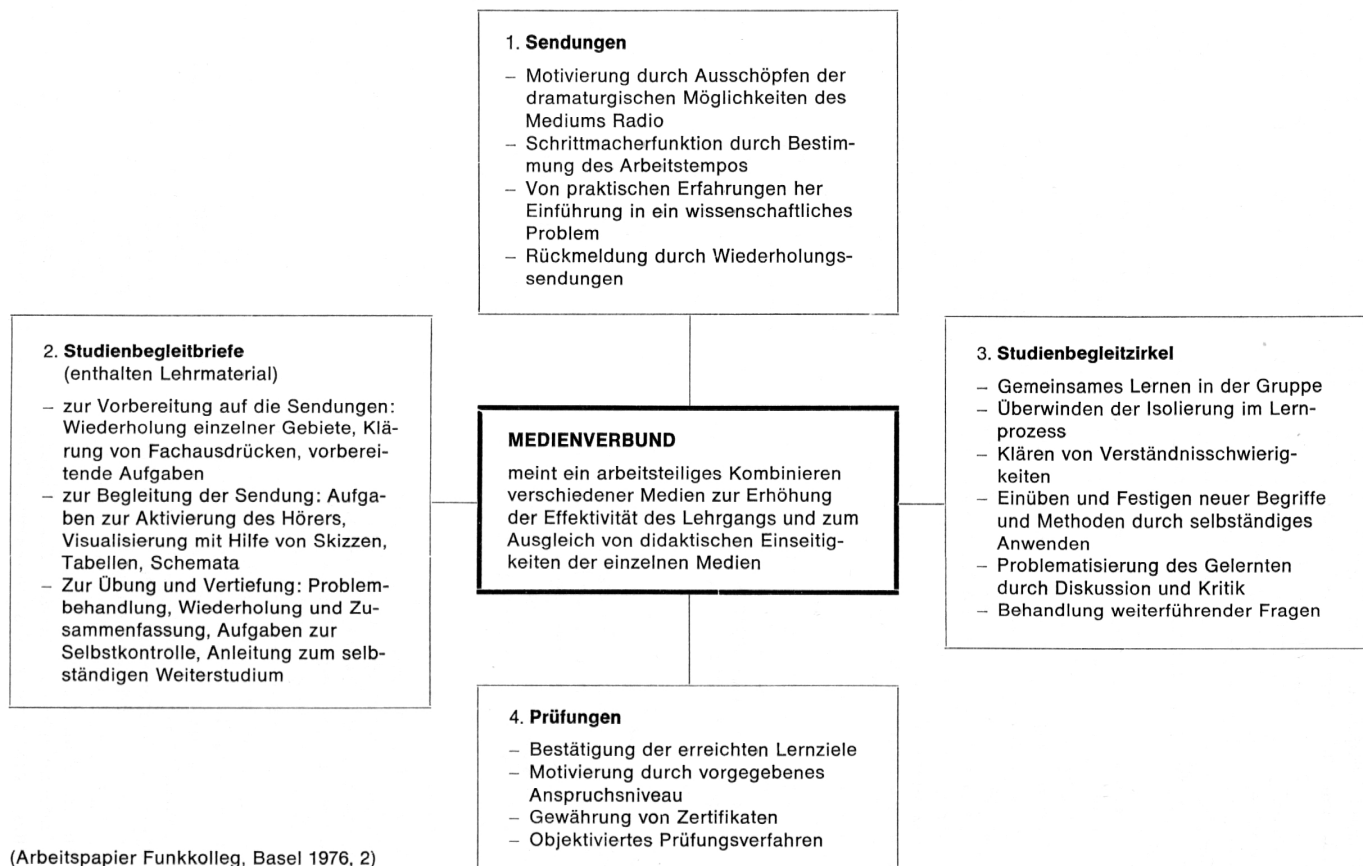 1. Sendungen
– Motivierung durch Ausschöpfen der
dramaturgischen Möglichkeiten des
Mediums Radio
– Schrittmacherfunktion durch Bestim-
mung des Arbeitstempos
– Von praktischen Erfahrungen her
Einführung in ein wissenschaftliches
Problem
– Rückmeldung durch Wiederholungs-
sendungen
2. Studienbegleitbriefe
(enthalten Lehrmaterial)
– zur Vorbereitung auf die Sendungen:
Wiederholung einzelner Gebiete, Klä-
rung von Fachausdrücken, vorberei-
tende Aufgaben
– zur Begleitung der Sendung: Aufga-
ben zur Aktivierung des Hörers,
Visualisierung mit Hilfe von Skizzen,
Tabellen, Schemata
– Zur Übung und Vertiefung: Problem-
behandlung, Wiederholung und Zu-
sammenfassung, Aufgaben zur
Selbstkontrolle, Anleitung zum selb-
ständigen Weiterstudium
MEDIENVERBUND
meint ein arbeitsteiliges Kombinieren
verschiedener Medien zur Erhöhung
der Effektivität des Lehrgangs und zum
Ausgleich von didaktischen Einseitig-
keiten der einzelnen Medien
3. Studienbegleitzirkel
– Gemeinsames Lernen in der Gruppe
– Überwinden der Isolierung im Lern-
prozess
– Klären von Verständnisschwierig-
keiten
– Einüben und Festigen neuer Begriffe
und Methoden durch selbständiges
Anwenden
– Problematisierung des Gelernten
durch Diskussion und Kritik
– Behandlung weiterführender Fragen
4. Prüfungen
– Bestätigung der erreichten Lernziele
– Motivierung durch vorgegebenes
Anspruchsniveau
– Gewährung von Zertifikaten
– Objektiviertes Prüfungsverfahren
(Arbeitspapier Funkkolleg, Basel 1976, 2)